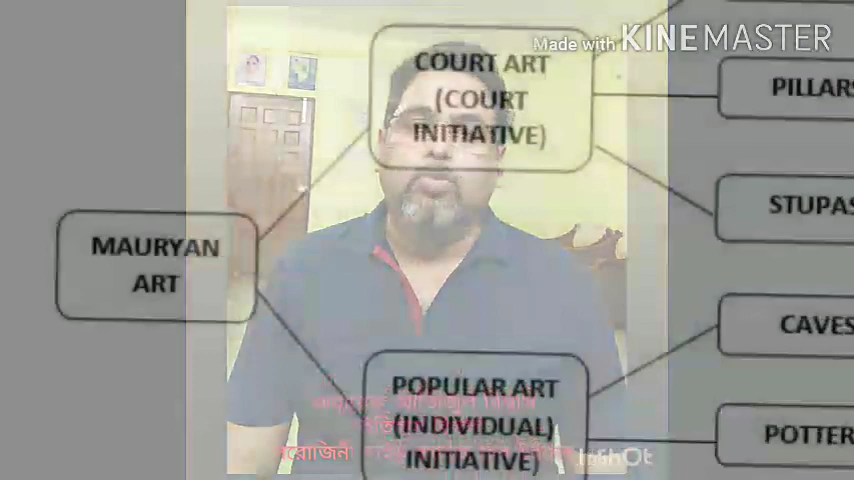 Made with KINEMASTER
COURT ART
(COURT
INITIATIVE)
PILLARS
STUPAS
MAURYAN
ART
CAVES
POPULAR ART
(INDIVIDUAL)
INITIATIVE)
POTTER
InShOt